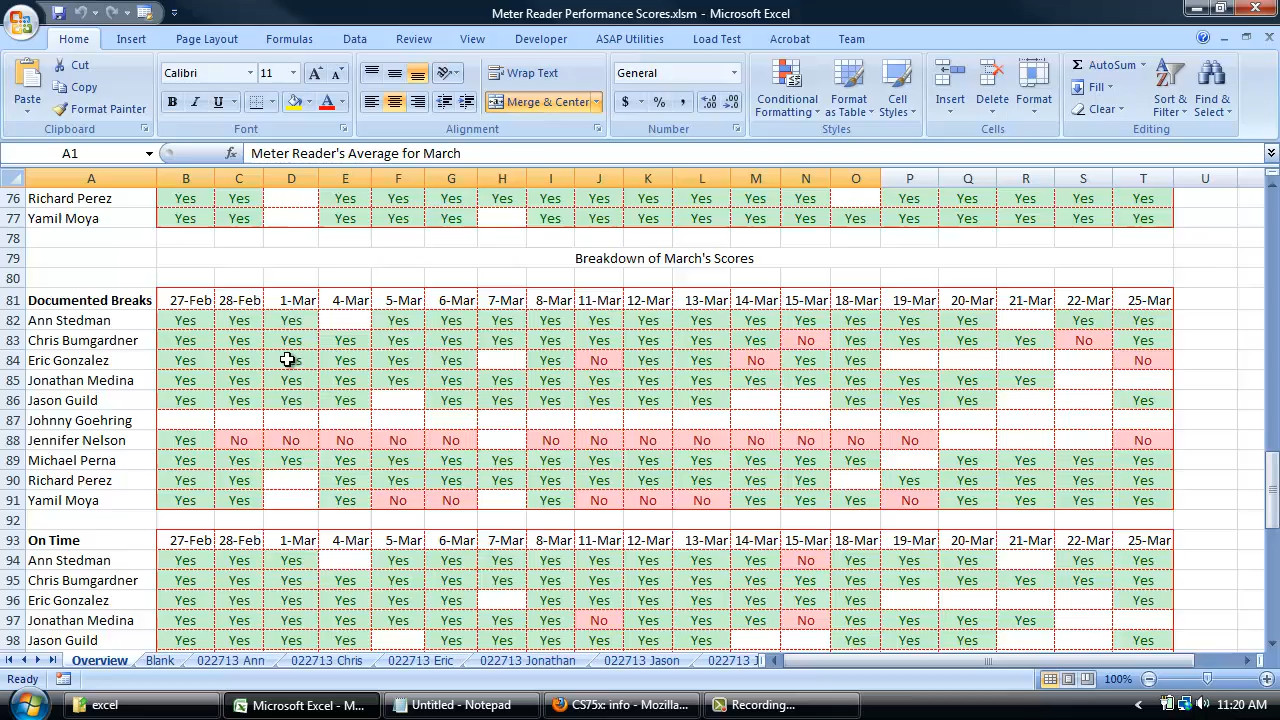 Meter Reader Performance Scores.xlsm - Microsoft Excel
Home Insert Page Layout Formulas Data Review View Developer ASAP Utilities Load Test Acrobat Team
Paste Cut Copy Format Painter Clipboard
Calibri 11 A A B I U A Font
Wrap Text Merge & Center Alignment
General $ % , .0 .00 .00 .0 Number
Conditional Formatting Format as Table Cell Styles Styles
Insert Delete Format Cells
Σ AutoSum Fill Clear Sort & Filter Find & Select Editing
A1 fx Meter Reader's Average for March
A B C D E F G H I J K L M N O P Q R S T U
76 Richard Perez Yes Yes Yes Yes Yes Yes Yes Yes Yes Yes Yes Yes Yes Yes Yes Yes Yes
77 Yamil Moya Yes Yes Yes Yes Yes Yes Yes Yes Yes Yes Yes Yes Yes Yes Yes Yes Yes
78
79 Breakdown of March's Scores
80
81 Documented Breaks 27-Feb 28-Feb 1-Mar 4-Mar 5-Mar 6-Mar 7-Mar 8-Mar 11-Mar 12-Mar 13-Mar 14-Mar 15-Mar 18-Mar 19-Mar 20-Mar 21-Mar 22-Mar 25-Mar
82 Ann Stedman Yes Yes Yes Yes Yes Yes Yes Yes Yes Yes Yes Yes Yes Yes Yes Yes Yes
83 Chris Bumgardner Yes Yes Yes Yes Yes Yes Yes Yes Yes Yes Yes Yes No Yes Yes Yes Yes No Yes
84 Eric Gonzalez Yes Yes Yes Yes Yes Yes No Yes Yes No Yes Yes No
85 Jonathan Medina Yes Yes Yes Yes Yes Yes Yes Yes Yes Yes Yes Yes Yes Yes Yes Yes Yes
86 Jason Guild Yes Yes Yes Yes Yes Yes Yes Yes Yes Yes Yes Yes Yes Yes
87 Johnny Goehring
88 Jennifer Nelson Yes No No No No No No No No No No No No No No
89 Michael Perna Yes Yes Yes Yes Yes Yes Yes Yes Yes Yes Yes Yes Yes Yes Yes Yes Yes Yes
90 Richard Perez Yes Yes Yes Yes Yes Yes Yes Yes Yes Yes Yes Yes Yes Yes Yes Yes Yes
91 Yamil Moya Yes Yes Yes No No Yes No No No Yes Yes Yes No Yes Yes Yes Yes
92
93 On Time 27-Feb 28-Feb 1-Mar 4-Mar 5-Mar 6-Mar 7-Mar 8-Mar 11-Mar 12-Mar 13-Mar 14-Mar 15-Mar 18-Mar 19-Mar 20-Mar 21-Mar 22-Mar 25-Mar
94 Ann Stedman Yes Yes Yes Yes Yes Yes Yes Yes Yes Yes Yes No Yes Yes Yes Yes Yes
95 Chris Bumgardner Yes Yes Yes Yes Yes Yes Yes Yes Yes Yes Yes Yes Yes Yes Yes Yes Yes Yes Yes
96 Eric Gonzalez Yes Yes Yes Yes Yes Yes Yes Yes Yes Yes Yes Yes Yes Yes
97 Jonathan Medina Yes Yes Yes Yes Yes Yes Yes Yes No Yes Yes Yes No Yes Yes Yes Yes
98 Jason Guild Yes Yes Yes Yes Yes Yes Yes Yes Yes Yes Yes Yes Yes Yes
Overview Blank 022713 Ann 022713 Chris 022713 Eric 022713 Jonathan 022713 Jason 022713 J
Ready 100%
excel Microsoft Excel - M... Untitled - Notepad CS75x: info - Mozilla... Recording... 11:20 AM